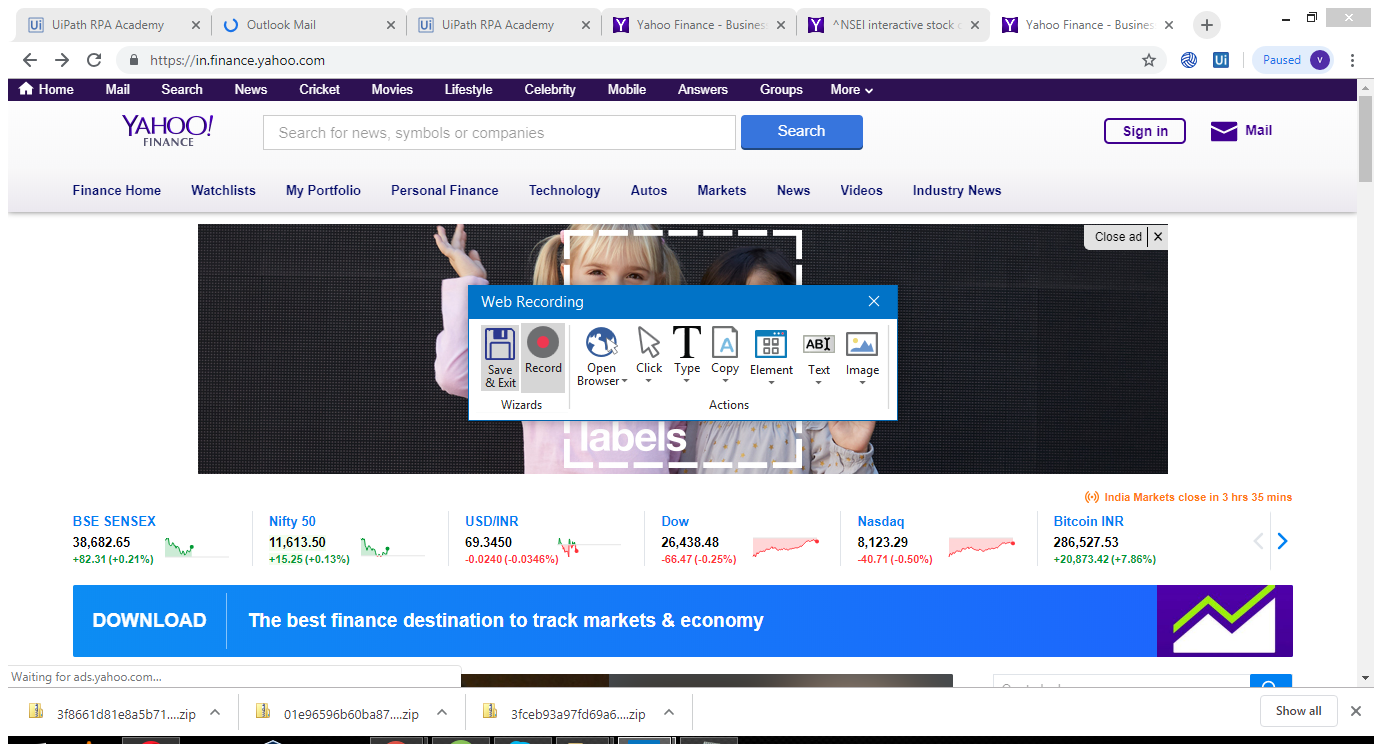 UiPath RPA Academy
Outlook Mail
UiPath RPA Academy
Yahoo Finance - Busines
^NSEI interactive stock c
Yahoo Finance - Busines
https://in.finance.yahoo.com
Ui
Paused
V
Home Mail Search News Cricket Movies Lifestyle Celebrity Mobile Answers Groups More
YAHOO!
FINANCE
Search for news, symbols or companies
Search
Sign in
Mail
Finance Home Watchlists My Portfolio Personal Finance Technology Autos Markets News Videos Industry News
Close ad
Web Recording
Save
& Exit
Record
Wizards
Open
Browser
Click
Type
Copy
Element
Text
Image
Actions
labels
India Markets close in 3 hrs 35 mins
BSE SENSEX
38,682.65
+82.31 (+0.21%)
Nifty 50
11,613.50
+15.25 (+0.13%)
USD/INR
69.3450
-0.0240 (-0.0346%)
Dow
26,438.48
-66.47 (-0.25%)
Nasdaq
8,123.29
-40.71 (-0.50%)
Bitcoin INR
286,527.53
+20,873.42 (+7.86%)
DOWNLOAD
The best finance destination to track markets & economy
Waiting for ads.yahoo.com...
3f8661d81e8a5b71....zip
01e96596b60ba87....zip
3fceb93a97fd69a6....zip
Show all